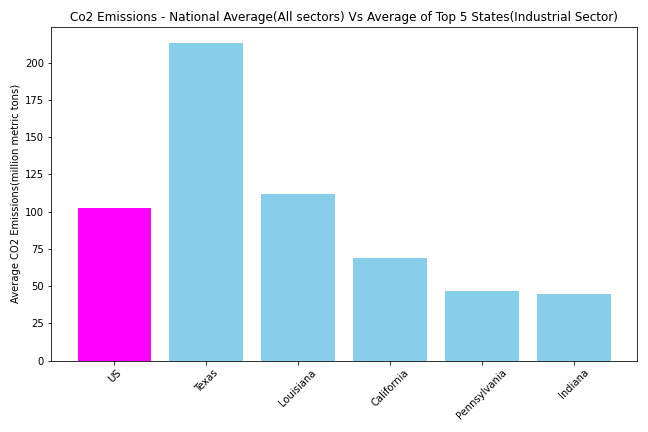 Co2 Emissions - National Average(All sectors) Vs Average of Top 5 States(Industrial Sector)
Average CO2 Emissions(million metric tons)
200
175
150
125
100
75
50
25
0
US
Texas
Louisiana
California
Pennsylvania
Indiana